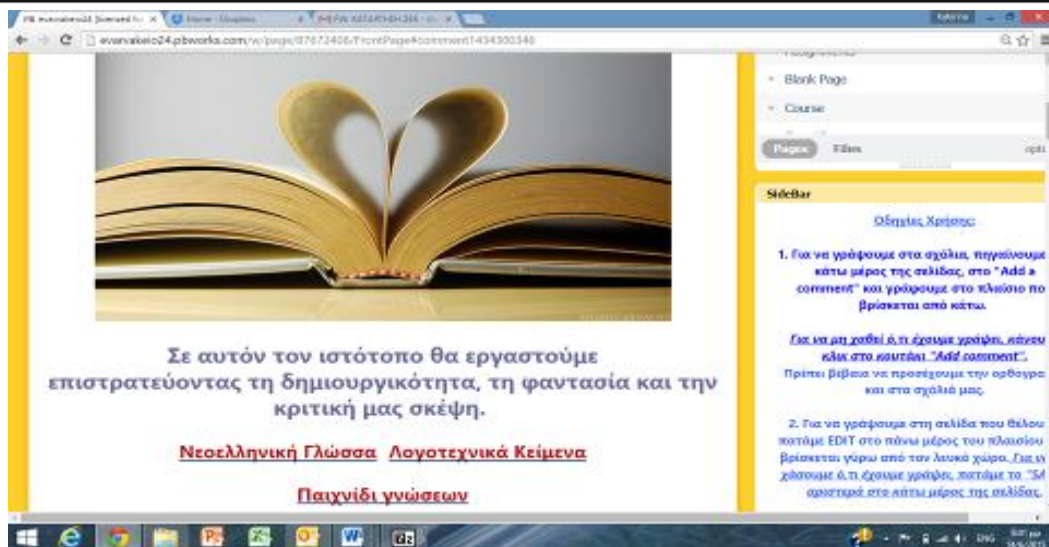 Home - Dropbox
Katerina
evarvakeio24.pbworks.com/w/page/87672406/FrontPage#comment1434300346
Blank Page
Course
Pages Files
SideBar
Οδηγίες Χρήσης:
1. Για να γράψουμε στα σχόλια, πηγαίνουμε
κάτω μέρος της σελίδας, στο "Add a
comment" και γράφουμε στο πλαίσιο πο
βρίσκεται από κάτω.
Για να μη χαθεί ό,τι έχουμε γράψει, κάνου
κλικ στο κουτάκι "Add comment".
Πρέπει βέβαια να προσέχουμε την ορθογρα
και στα σχόλιά μας.
2. Για να γράψουμε στη σελίδα που θέλου
πατάμε EDIT στο πάνω μέρος του πλαισίου
βρίσκεται γύρω από τον λευκό χώρο. Για ν
χάσουμε ό,τι έχουμε γράψει, πατάμε το "SA
αριστερά στο κάτω μέρος της σελίδας.
Σε αυτόν τον ιστότοπο θα εργαστούμε
επιστρατεύοντας τη δημιουργικότητα, τη φαντασία και την
κριτική μας σκέψη.
Νεοελληνική Γλώσσα Λογοτεχνικά Κείμενα
Παιχνίδι γνώσεων
ENG